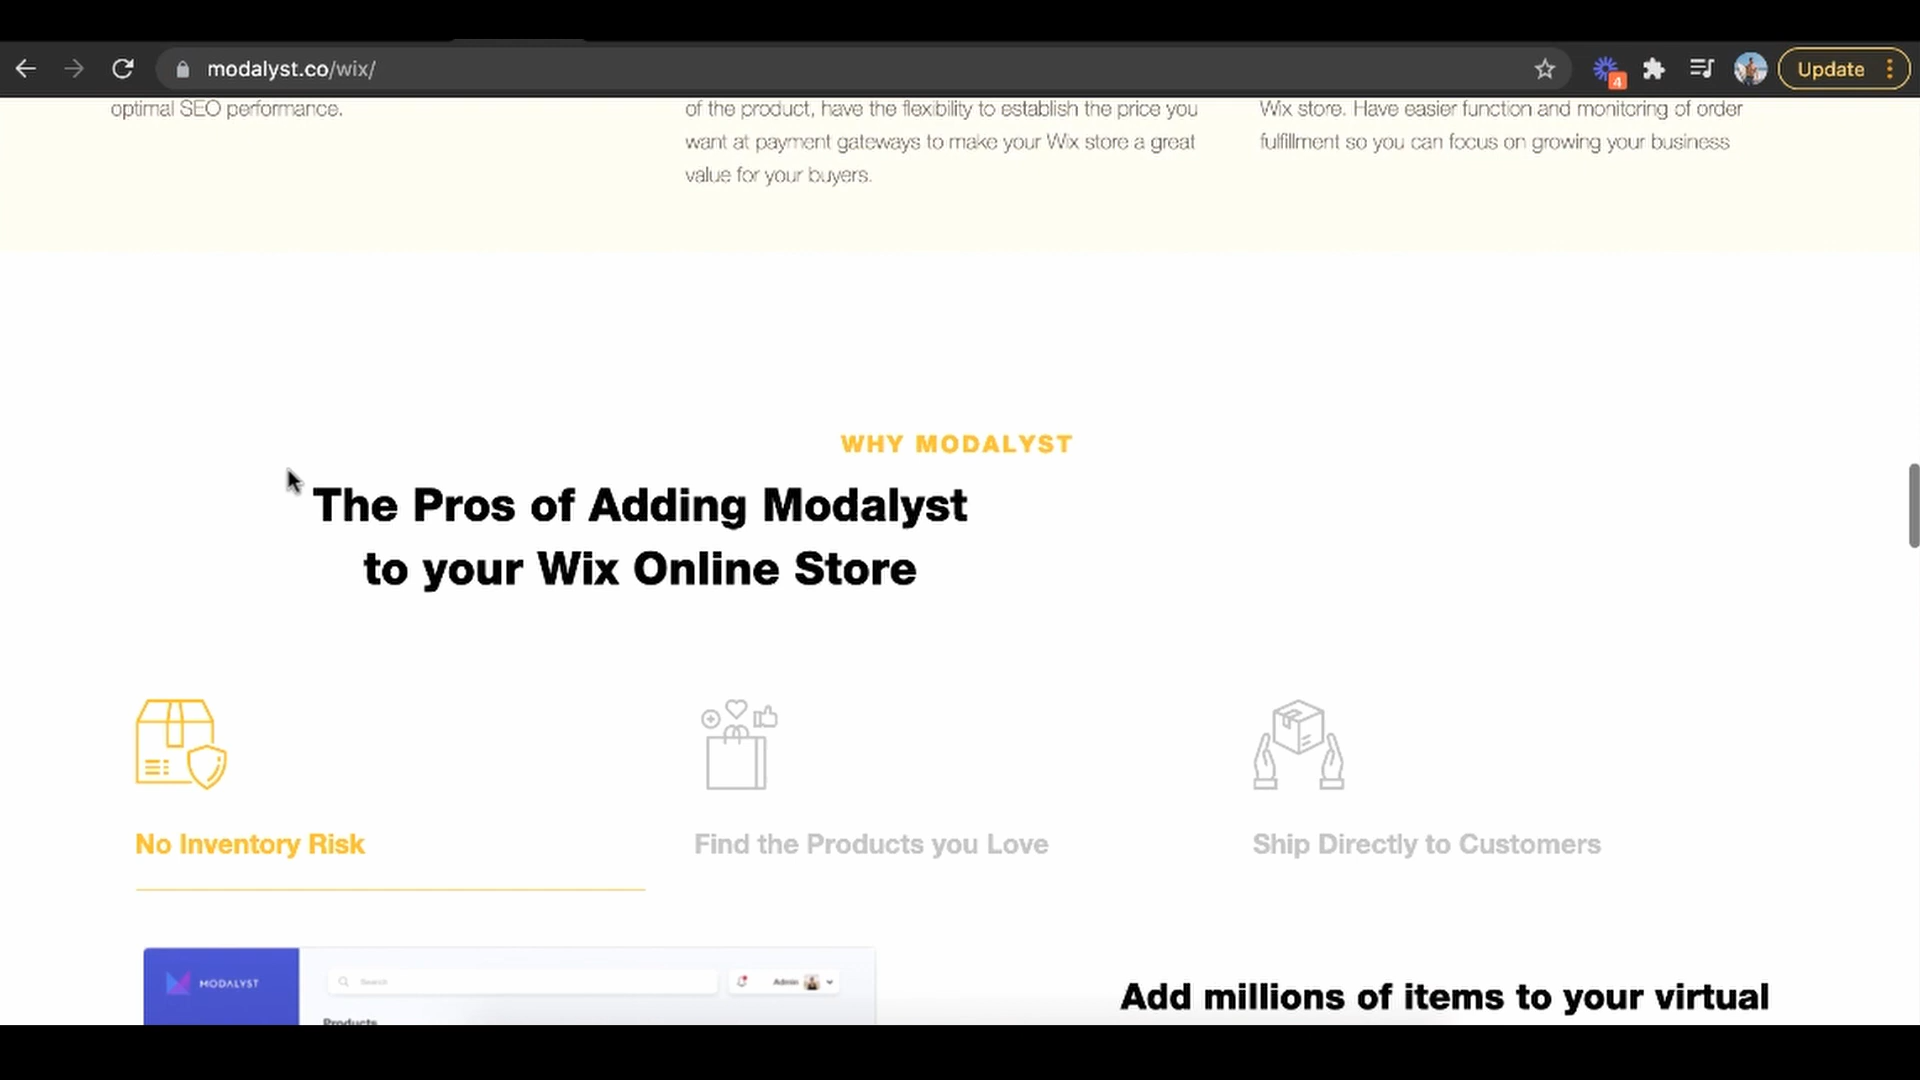 modalyst.co/wix/
4
Update
optimal SEO performance.
of the product, have the flexibility to establish the price you
want at payment gateways to make your Wix store a great
value for your buyers.
Wix store. Have easier function and monitoring of order
fulfillment so you can focus on growing your business
WHY MODALYST
The Pros of Adding Modalyst
to your Wix Online Store
No Inventory Risk
Find the Products you Love
Ship Directly to Customers
MODALYST
Search
Admin
Products
Add millions of items to your virtual